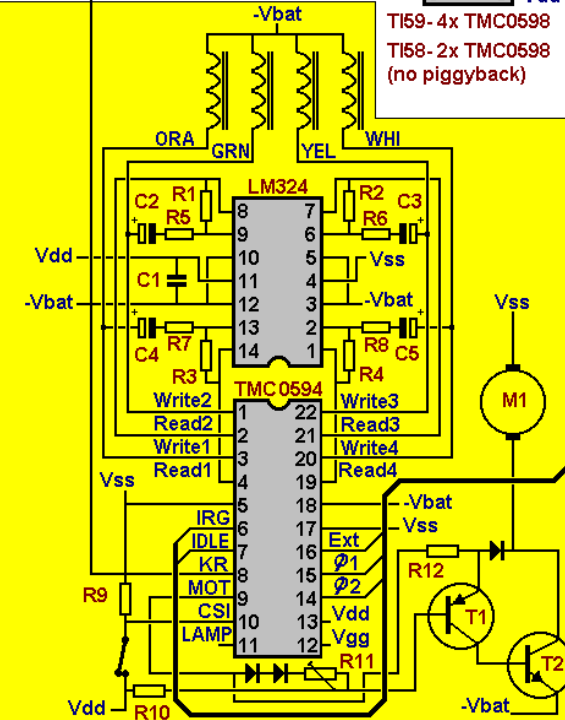 -Vbat
Vdd
TI59- 4x TMC0598
TI58- 2x TMC0598
(no piggyback)
ORA
GRN
YEL
WHI
LM324
C2
R1
R2
C3
8
7
R5
R6
9
6
Vdd
10
5
Vss
C1
11
4
-Vbat
12
3
-Vbat
Vss
13
2
C4
R7
R8
C5
14
1
R3
R4
TMC0594
M1
Write2
1
22
Write3
Read2
2
21
Read3
Write1
3
20
Write4
Read1
4
19
Read4
Vss
5
18
-Vbat
IRG
6
17
Vss
IDLE
7
16
Ext
KR
8
15
Ø1
R12
MOT
9
14
Ø2
R9
CSI
10
13
Vdd
T1
LAMP
11
12
Vgg
R11
T2
Vdd
R10
-Vbat